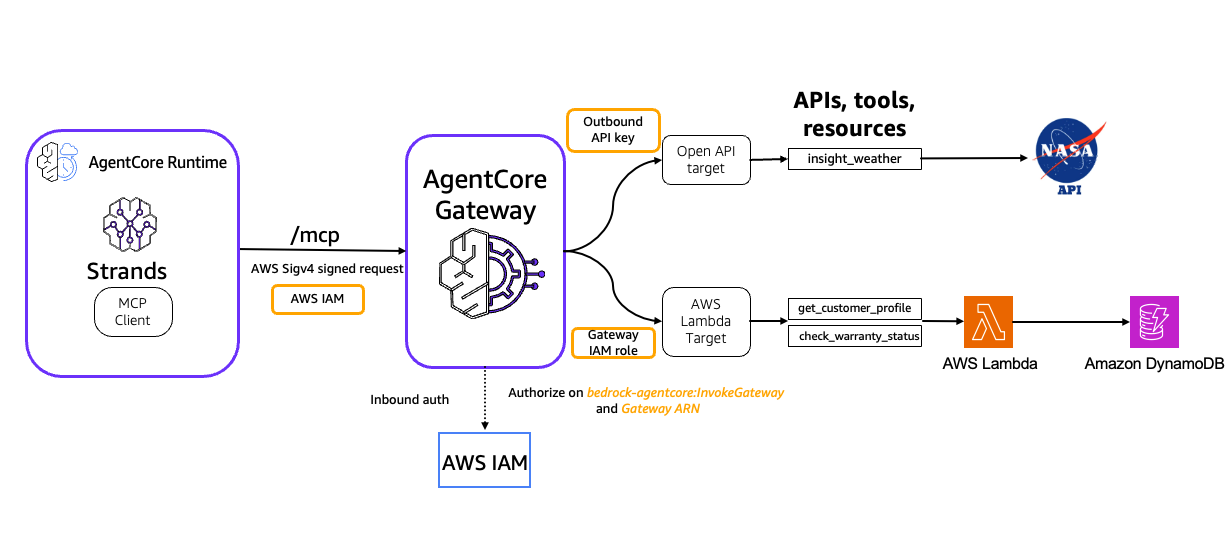 AgentCore Runtime
Strands
MCP
Client
/mcp
AWS Sigv4 signed request
AWS IAM
AgentCore
Gateway
Inbound auth
AWS IAM
Authorize on bedrock-agentcore:InvokeGateway
and Gateway ARN
Outbound
API key
Gateway
IAM role
Open API
target
AWS
Lambda
Target
APIs, tools,
resources
insight_weather
get_customer_profile
check_warranty_status
NASA
API
AWS Lambda
Amazon DynamoDB